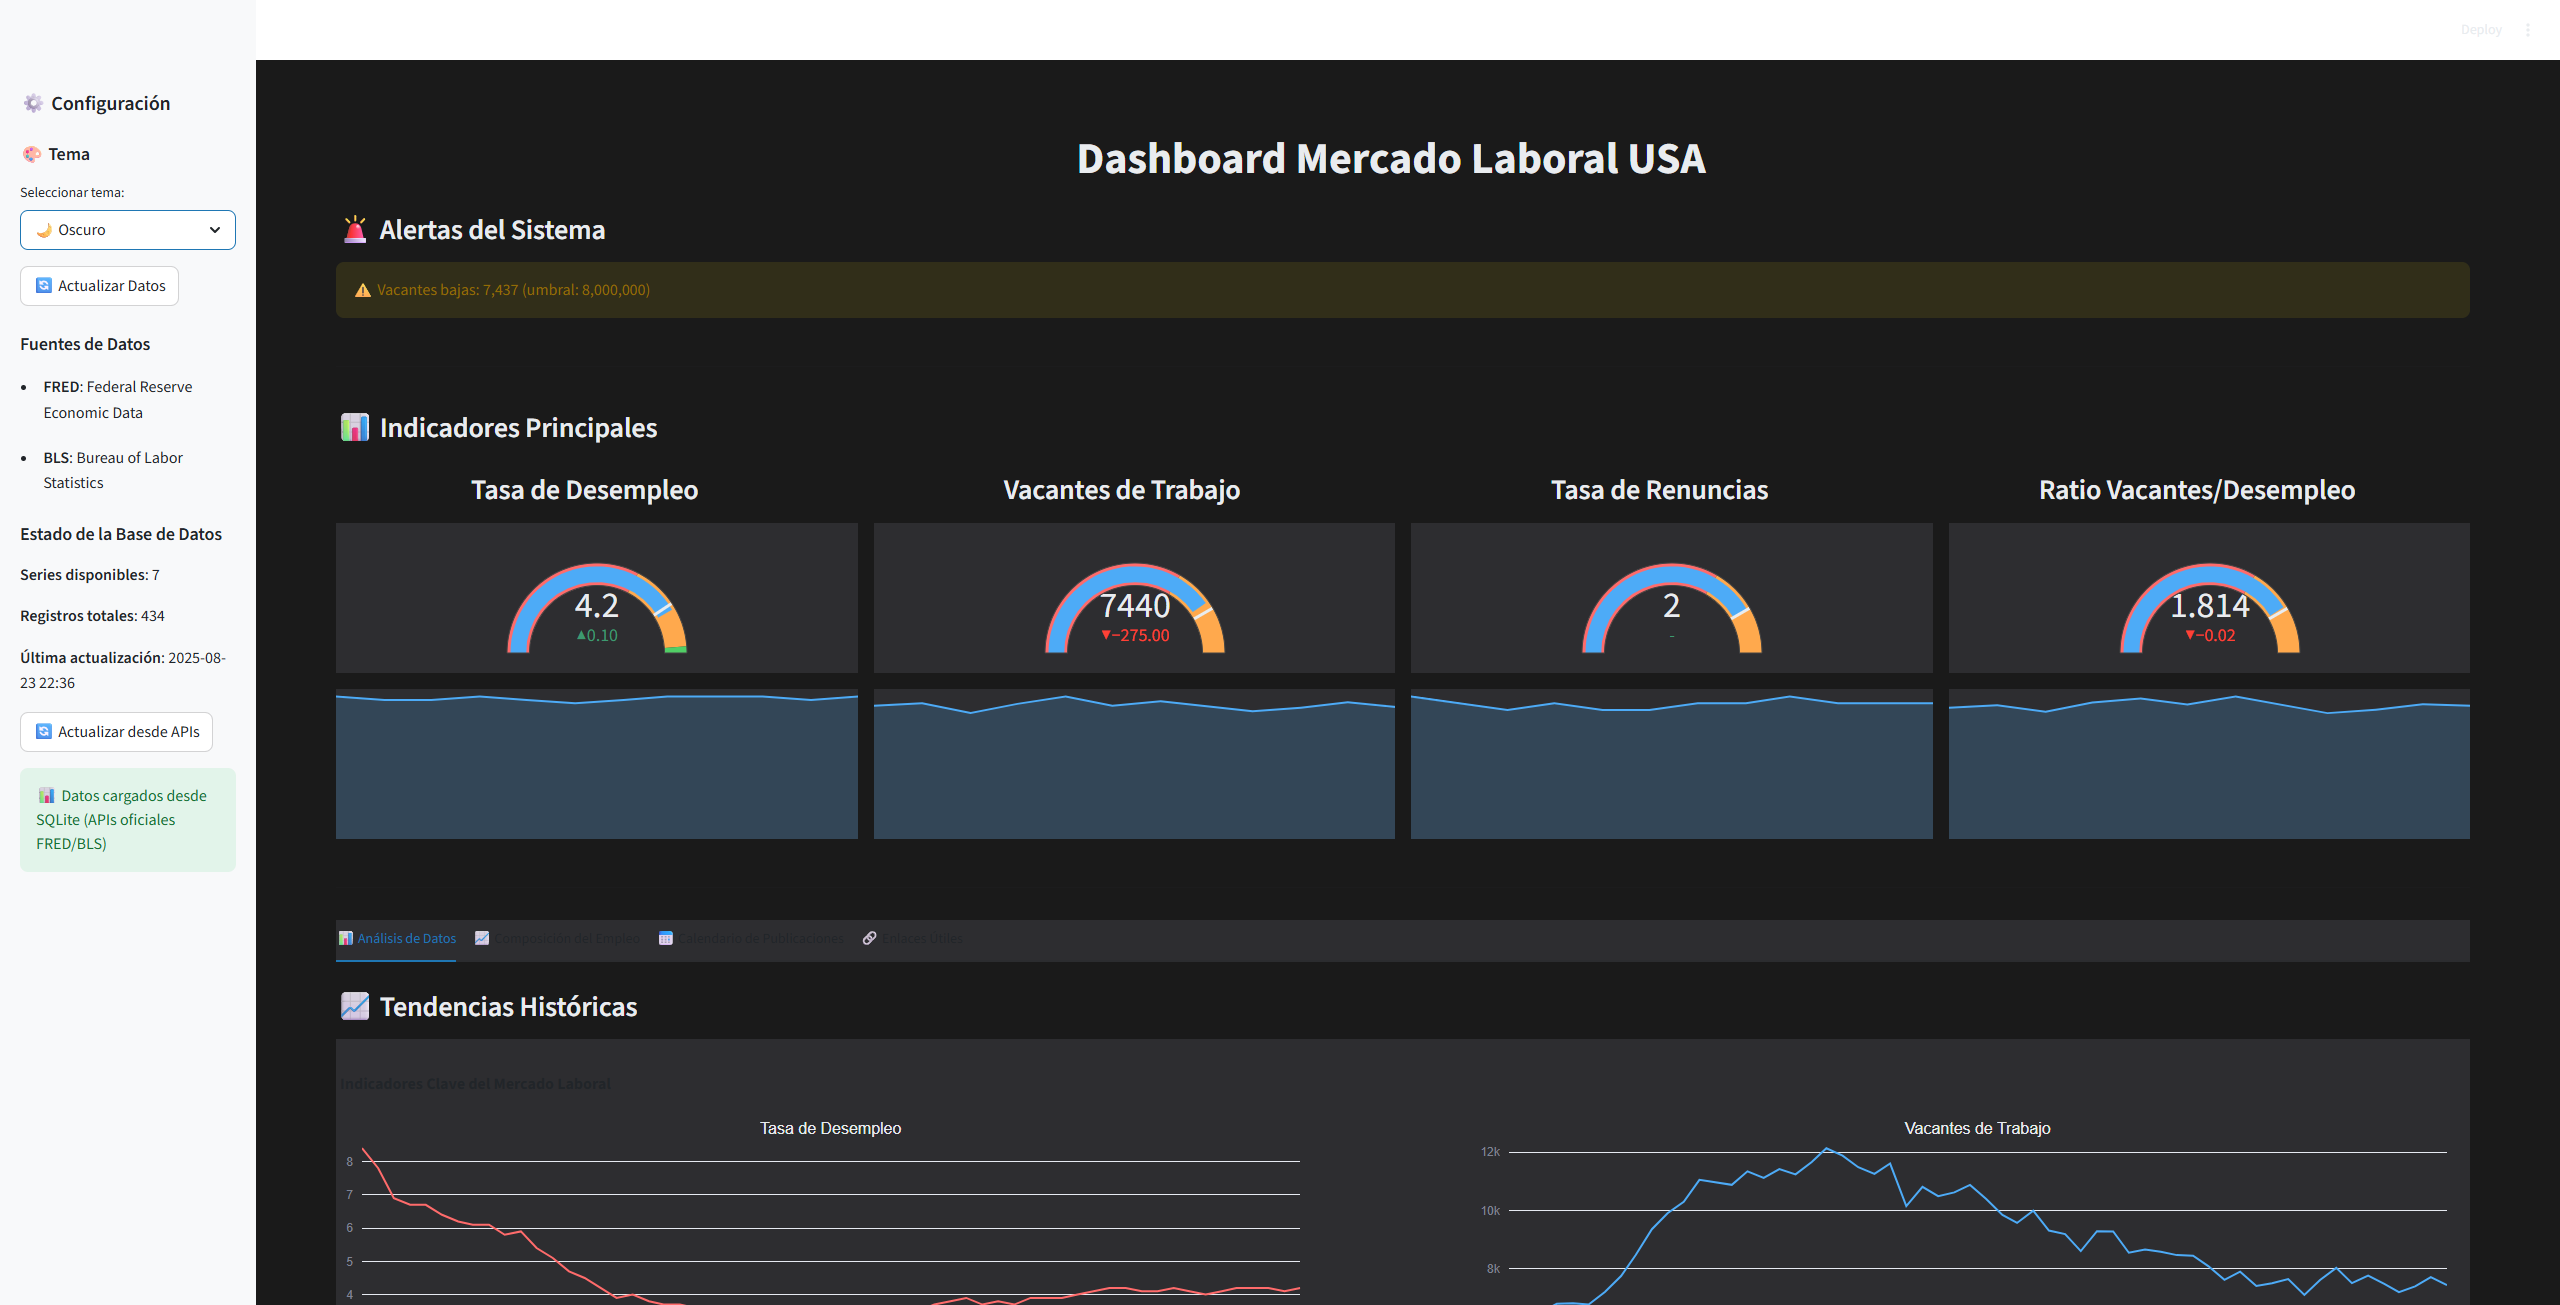 Deploy
Configuración
Tema
Seleccionar tema:
Oscuro
Actualizar Datos
Fuentes de Datos
FRED: Federal Reserve
Economic Data
BLS: Bureau of Labor
Statistics
Estado de la Base de Datos
Series disponibles: 7
Registros totales: 434
Última actualización: 2025-08-
23 22:36
Actualizar desde APIs
Datos cargados desde
SQLite (APIs oficiales
FRED/BLS)
Dashboard Mercado Laboral USA
Alertas del Sistema
Vacantes bajas: 7,437 (umbral: 8,000,000)
Indicadores Principales
Tasa de Desempleo
4.2
▲0.10
Vacantes de Trabajo
7440
▼−275.00
Tasa de Renuncias
2
-
Ratio Vacantes/Desempleo
1.814
▼−0.02
Análisis de Datos Composición del Empleo Calendario de Publicaciones Enlaces Útiles
Tendencias Históricas
Indicadores Clave del Mercado Laboral
Tasa de Desempleo
8
7
6
5
4
Vacantes de Trabajo
12k
10k
8k